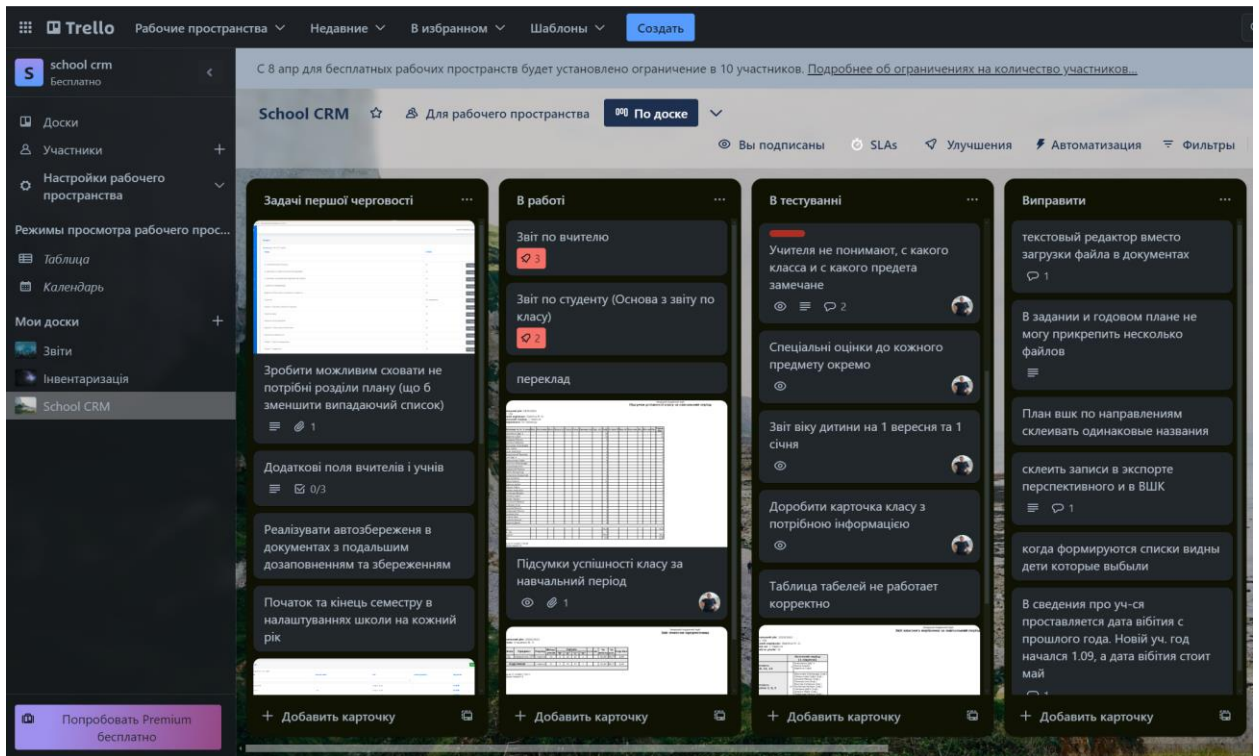 Trello
Рабочие пространства
Недавние
В избранном
Шаблоны
Создать
S
school crm
Бесплатно
С 8 апр для бесплатных рабочих пространств будет установлено ограничение в 10 участников. Подробнее об ограничениях на количество участников...
School CRM
Для рабочего пространства
По доске
Вы подписаны
SLAs
Улучшения
Автоматизация
Фильтры
Доски
Участники
Настройки рабочего
пространства
Режимы просмотра рабочего прос...
Таблица
Календарь
Мои доски
Звіти
Інвентаризація
School CRM
Попробовать Premium
бесплатно
Задачі першої черговості
Зробити можливим сховати не
потрібні розділи плану (що б
зменшити випадаючий список)
1
Додаткові поля вчителів і учнів
0/3
Реалізувати автозбереженя в
документах з подальшим
дозаповненням та збереженням
Початок та кінець семестру в
налаштуваннях школи на кожний
рік
+ Добавить карточку
В работі
Звіт по вчителю
3
Звіт по студенту (Основа з звіту по
класу)
2
переклад
Підсумки успішності класу за
навчальний період
1
+ Добавить карточку
В тестуванні
Учителя не понимают, с какого
класса и с какого предета
замечане
2
Спеціальні оцінки до кожного
предмету окремо
Звіт віку дитини на 1 вересня та 1
січня
Доробити карточка класу з
потрібною інформацією
Таблица табелей не работает
корректно
+ Добавить карточку
Виправити
текстовый редактор вместо
загрузки файла в документах
1
В задании и годовом плане не
могу прикрепить несколько
файлов
План вшк по направлениям
склеивать одинаковые названия
склеить записи в экспорте
перспективного и в ВШК
1
когда формируются списки видны
дети которые выбыли
В сведения про уч-ся
проставляется дата вібітия с
прошлого года. Новій уч. год
начался 1.09, а дата вібітия стоит
май
+ Добавить карточку